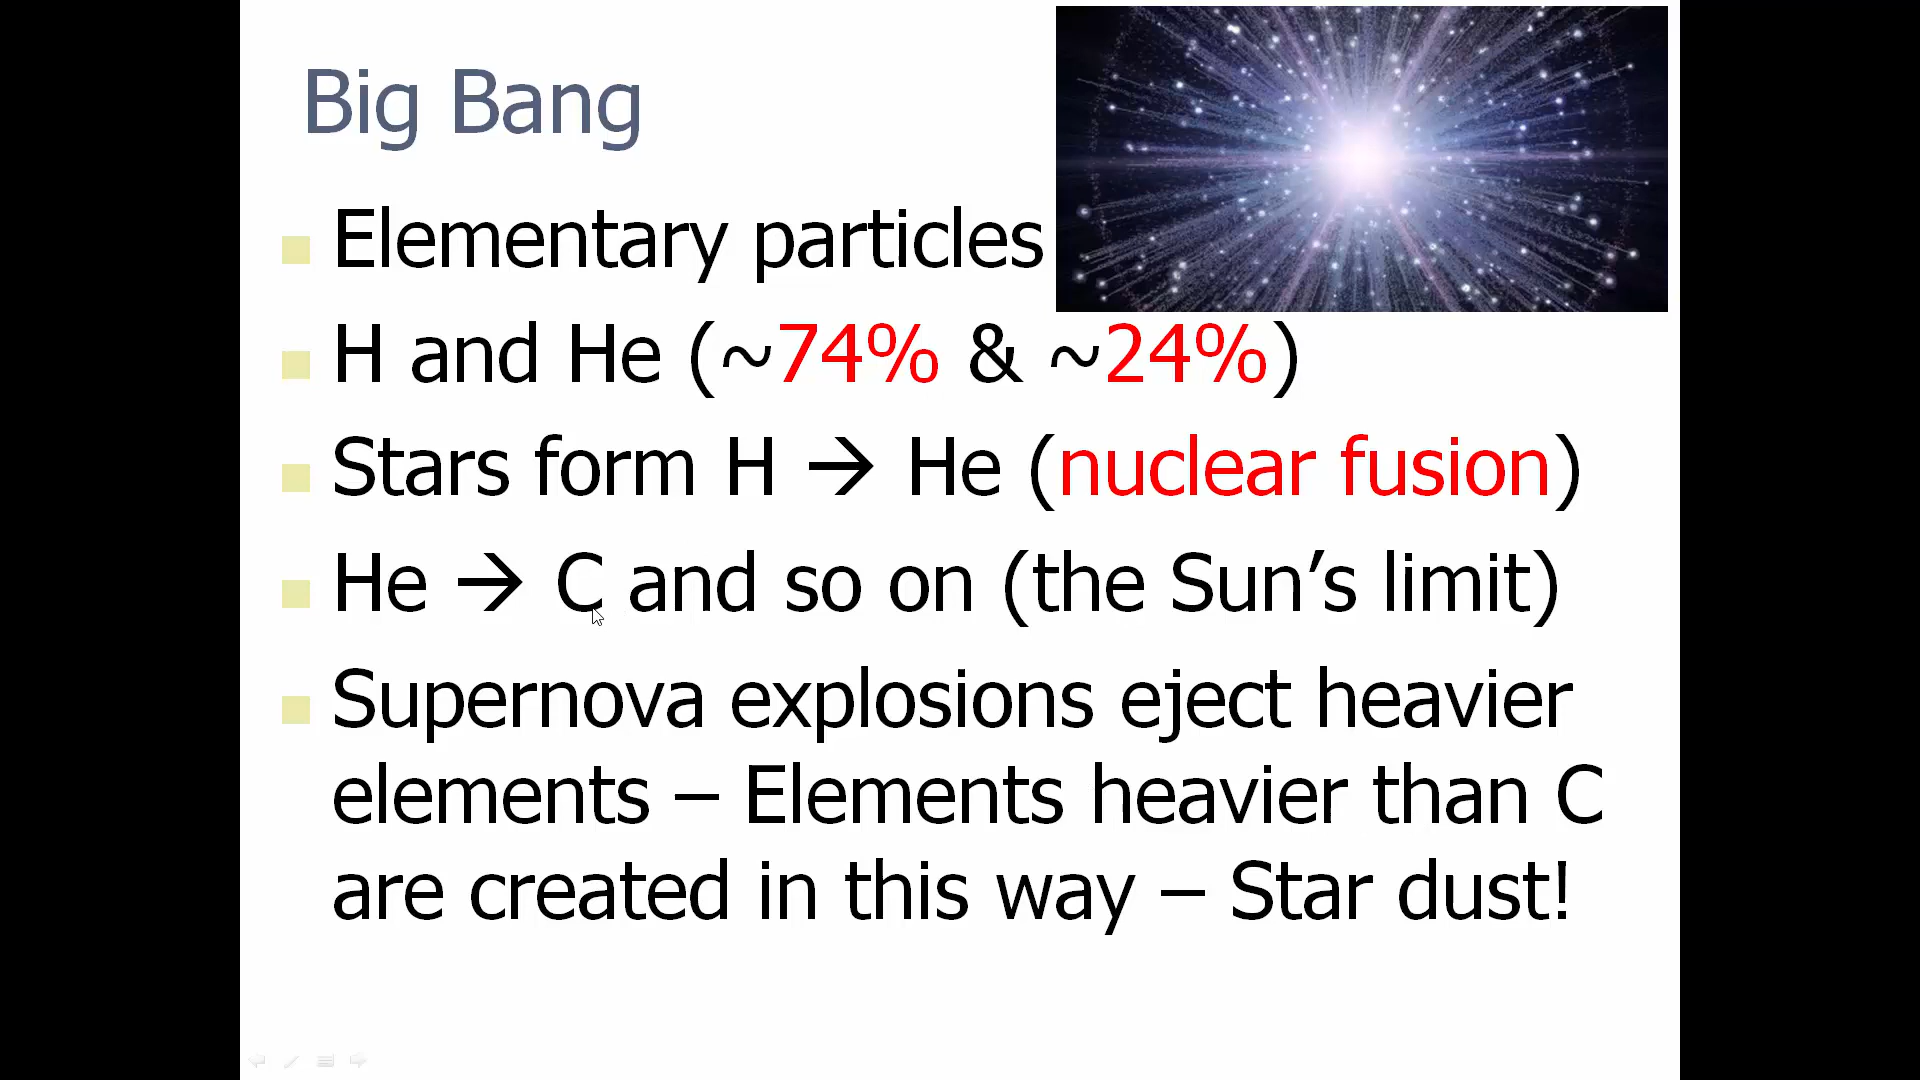 Big Bang
Elementary particles
H and He (~74% & ~24%)
Stars form H → He (nuclear fusion)
He → C and so on (the Sun’s limit)
Supernova explosions eject heavier
elements – Elements heavier than C
are created in this way – Star dust!